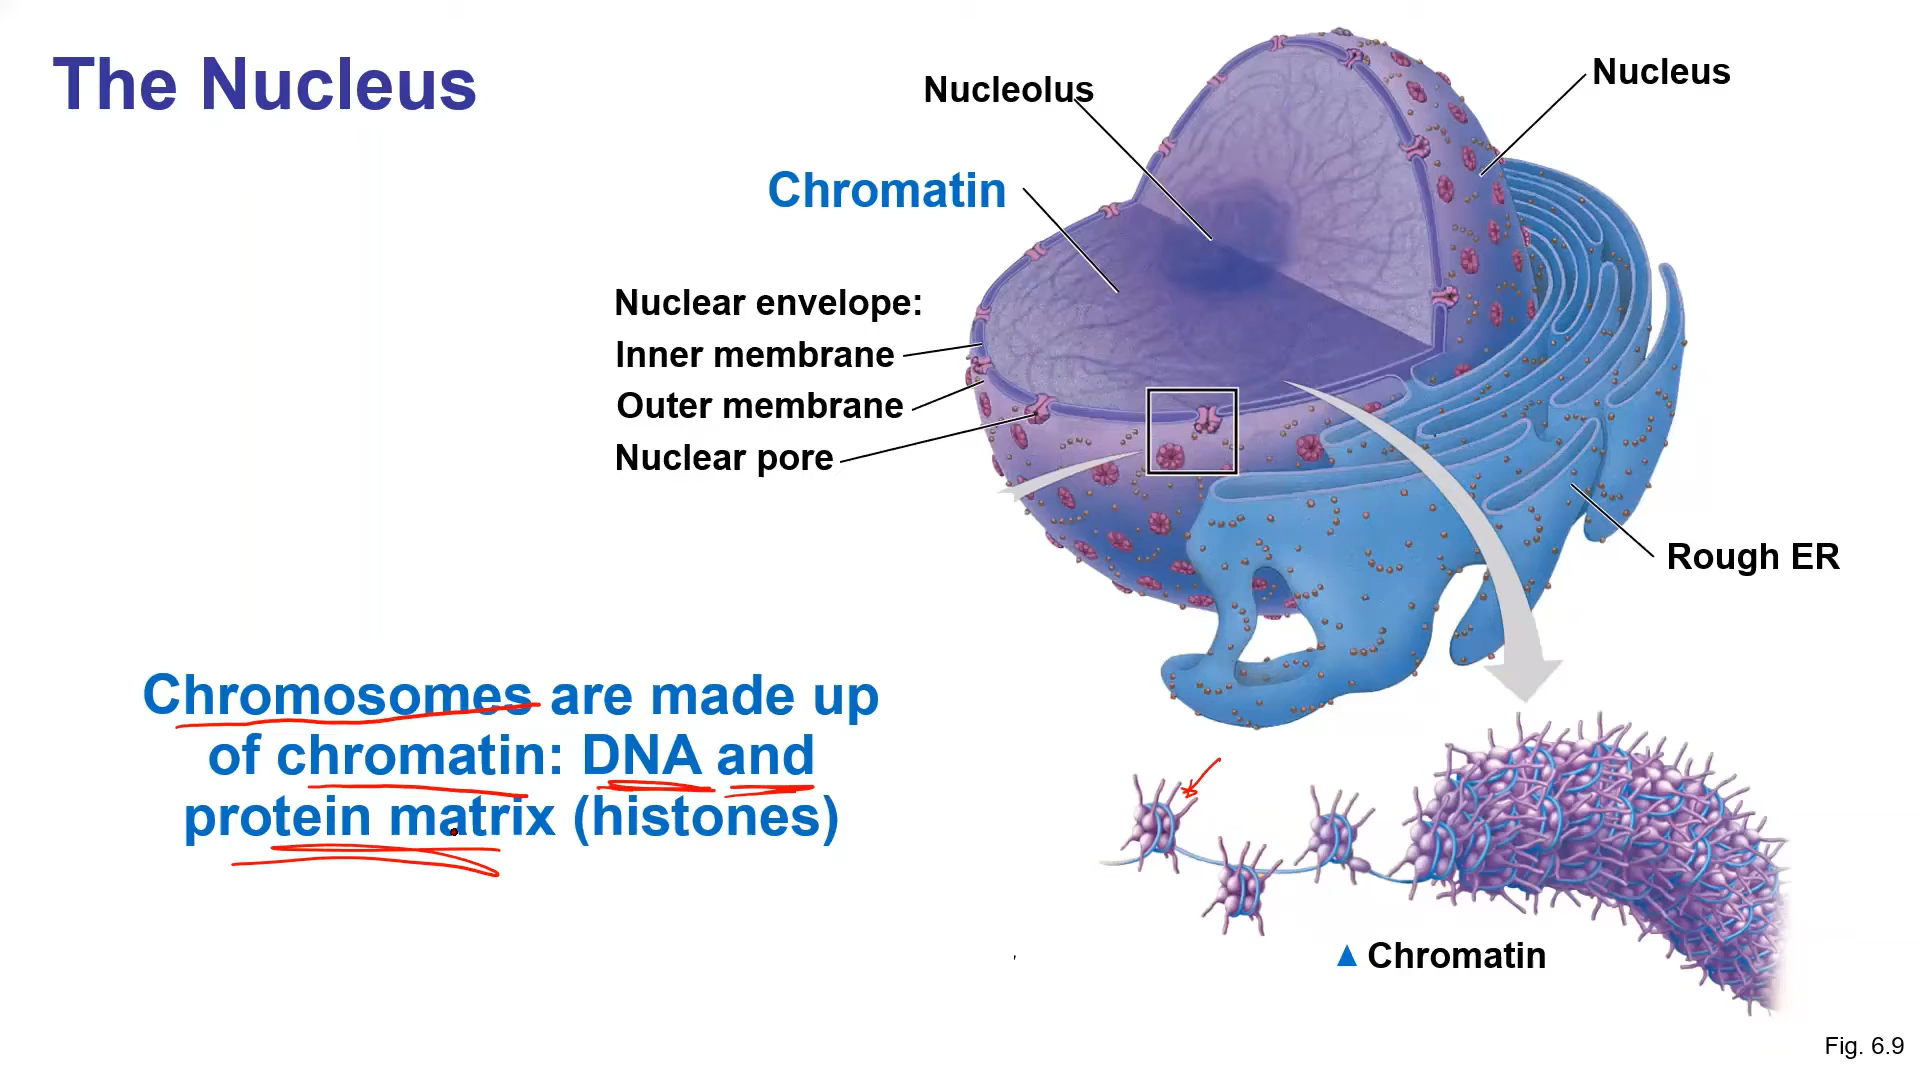 The Nucleus
Nucleolus
Nucleus
Chromatin
Nuclear envelope:
Inner membrane
Outer membrane
Nuclear pore
Rough ER
Chromosomes are made up
of chromatin: DNA and
protein matrix (histones)
Chromatin
Fig. 6.9